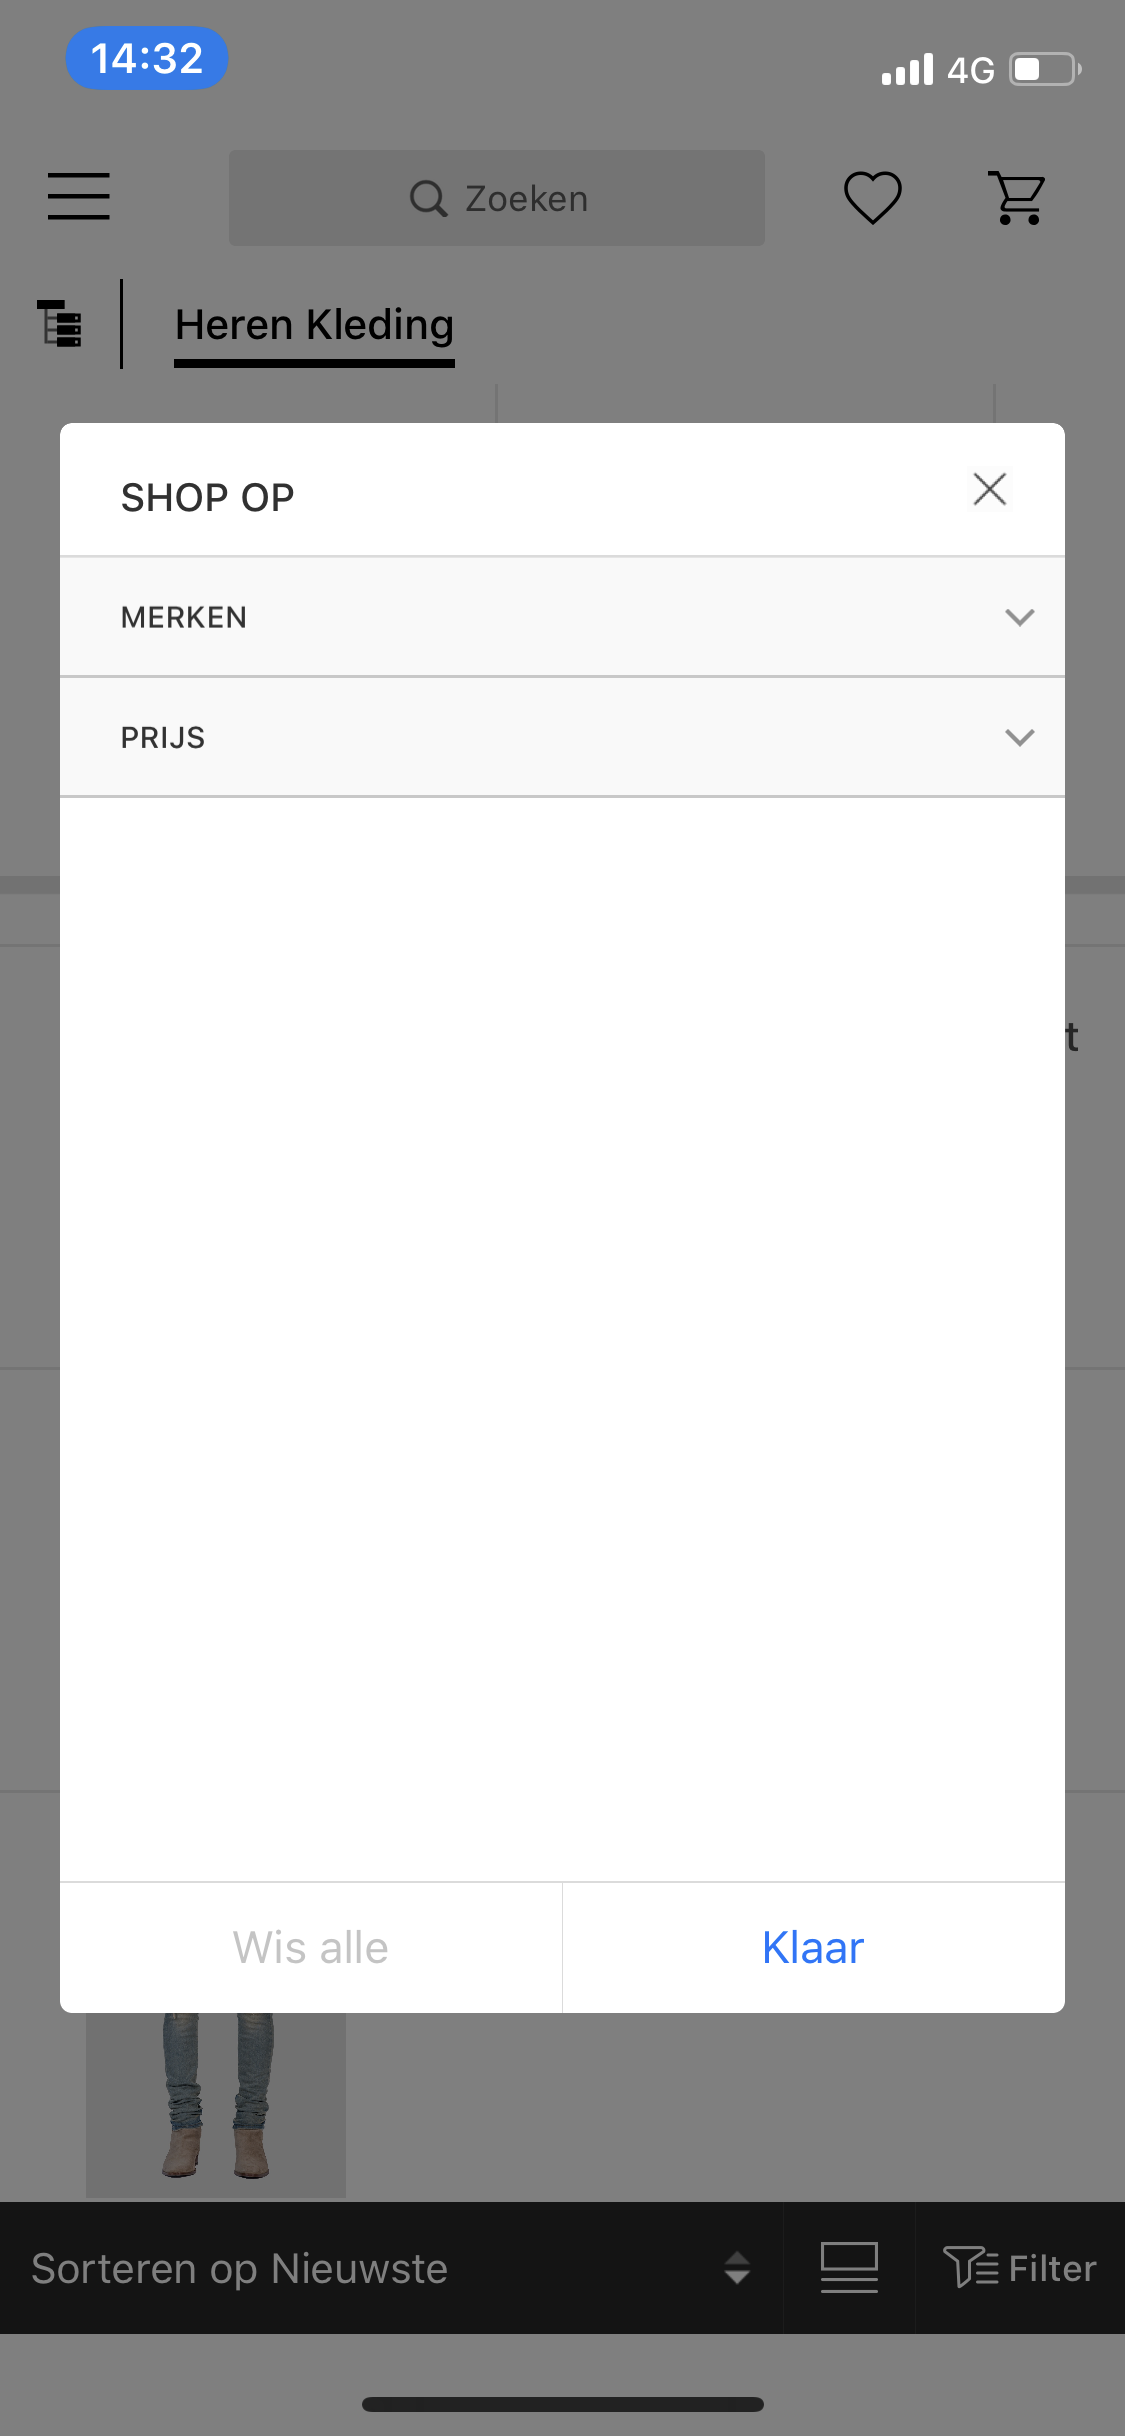 14:32
4G
Zoeken
Heren Kleding
SHOP OP
MERKEN
PRIJS
t
Wis alle
Klaar
Sorteren op Nieuwste
Filter